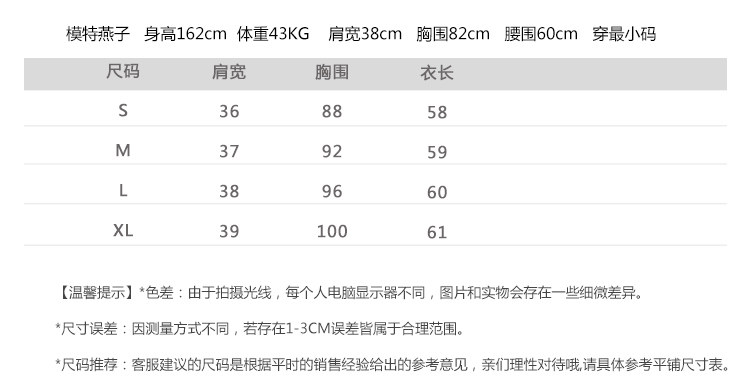 模特燕子 身高162cm 体重43KG 肩宽38cm 胸围82cm 腰围60cm 穿最小码
尺码 肩宽 胸围 衣长
S 36 88 58
M 37 92 59
L 38 96 60
XL 39 100 61
【温馨提示】*色差：由于拍摄光线，每个人电脑显示器不同，图片和实物会存在一些细微差异。
*尺寸误差：因测量方式不同，若存在1-3CM误差皆属于合理范围。
*尺码推荐：客服建议的尺码是根据平时的销售经验给出的参考意见，亲们理性对待哦,请具体参考平铺尺寸表。